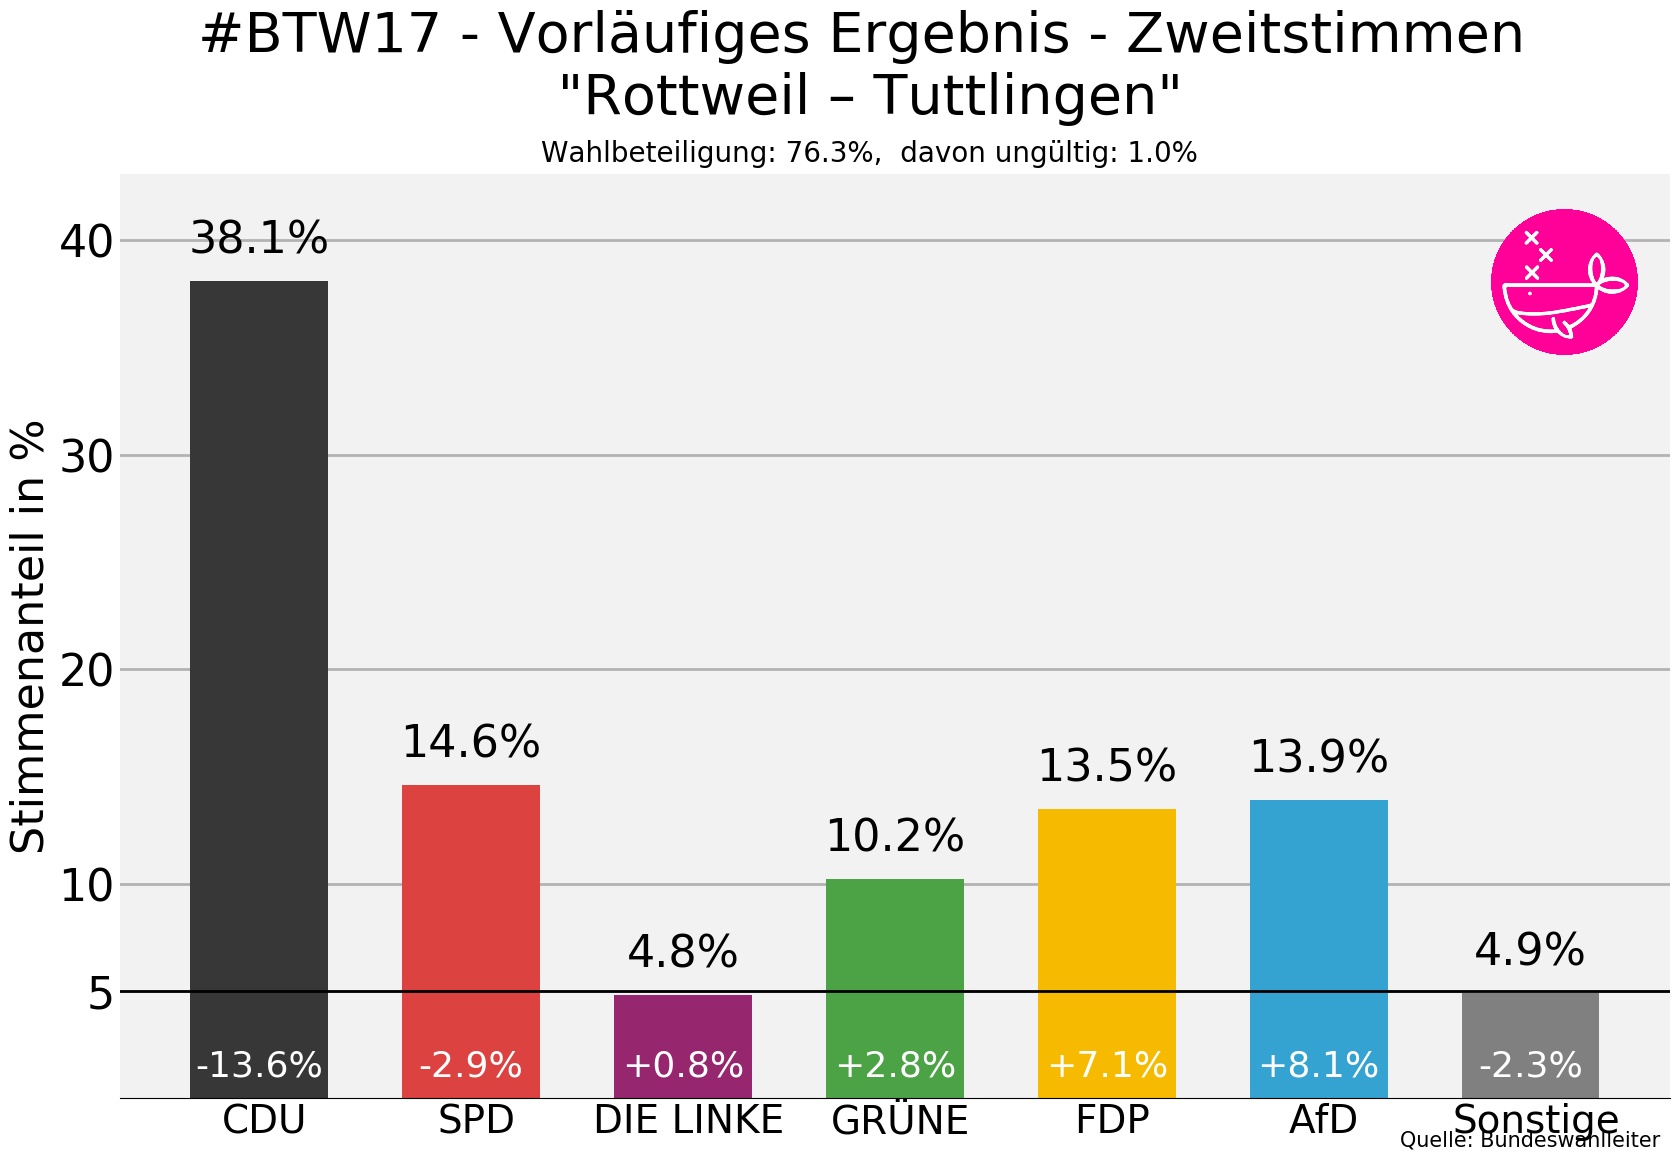 #BTW17 - Vorläufiges Ergebnis - Zweitstimmen
"Rottweil – Tuttlingen"
Wahlbeteiligung: 76.3%,  davon ungültig: 1.0%
Stimmenanteil in %
40
30
20
10
5
38.1%
14.6%
4.8%
10.2%
13.5%
13.9%
4.9%
-13.6%
-2.9%
+0.8%
+2.8%
+7.1%
+8.1%
-2.3%
CDU
SPD
DIE LINKE
GRÜNE
FDP
AfD
Sonstige
Quelle: Bundeswahlleiter